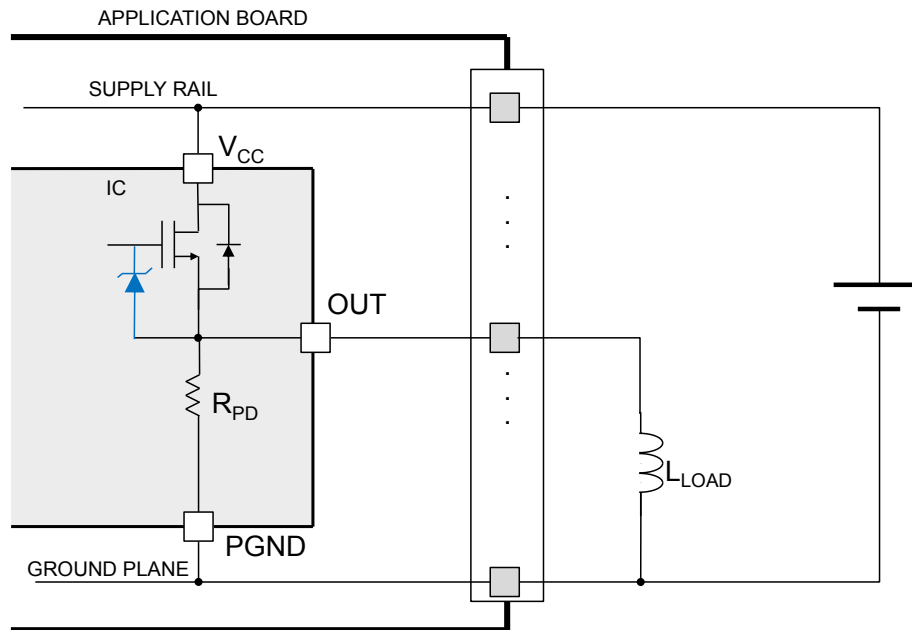 APPLICATION BOARD
SUPPLY RAIL
VCC
IC
OUT
RPD
LLOAD
PGND
GROUND PLANE